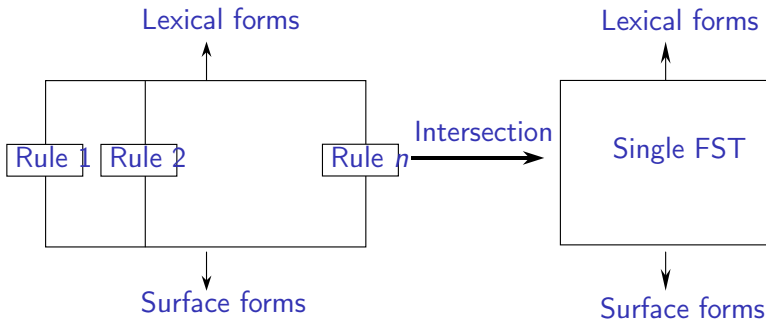 Lexical forms
Rule 1
Rule 2
Rule n
Surface forms
Intersection
Lexical forms
Single FST
Surface forms